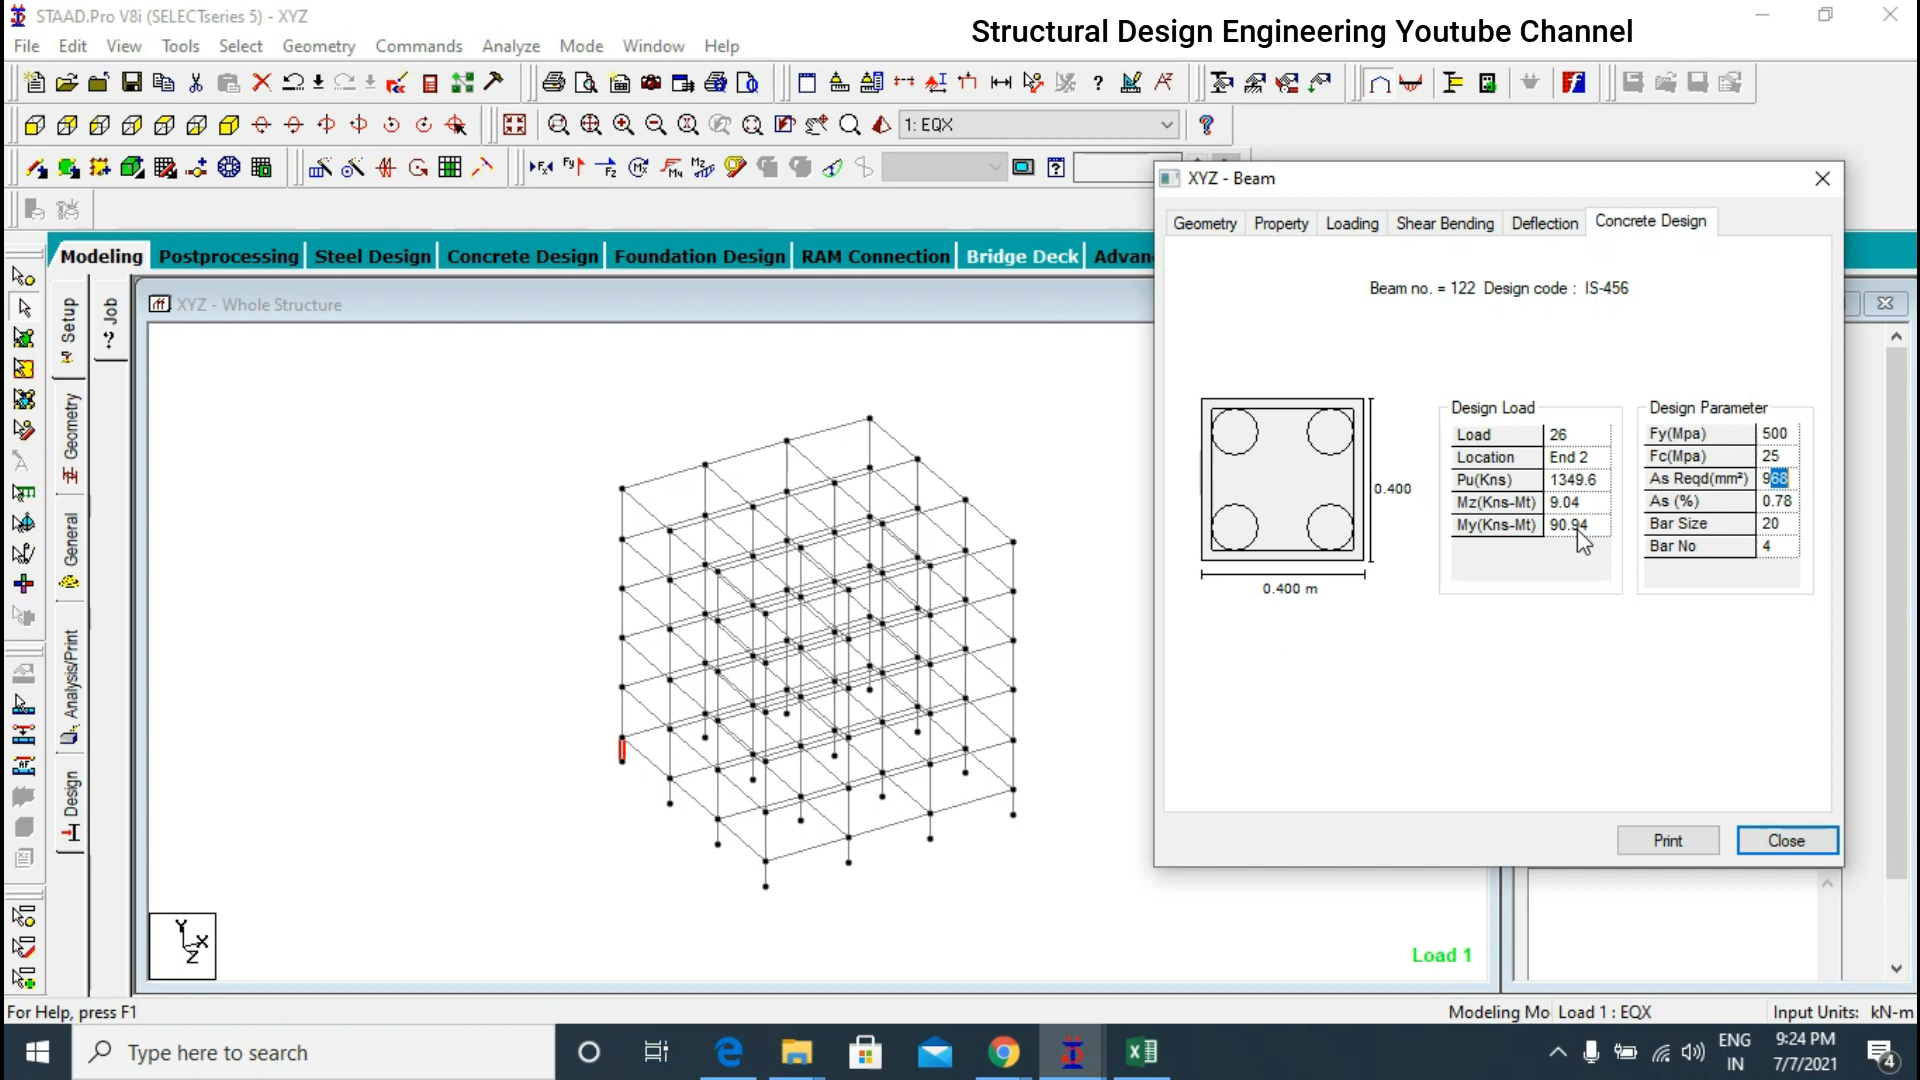 STAAD.Pro V8i (SELECTseries 5) - XYZ
Structural Design Engineering Youtube Channel
File Edit View Tools Select Geometry Commands Analyze Mode Window Help
1: EQX
XYZ - Beam
Geometry Property Loading Shear Bending Deflection Concrete Design
Modeling Postprocessing Steel Design Concrete Design Foundation Design RAM Connection Bridge Deck Advan
Setup
Job
Geometry
General
Analysis/Print
Design
XYZ - Whole Structure
Beam no. = 122 Design code : IS-456
0.400
0.400 m
Design Load
Load 26
Location End 2
Pu(Kns) 1349.6
Mz(Kns-Mt) 9.04
My(Kns-Mt) 90.94
Design Parameter
Fy(Mpa) 500
Fc(Mpa) 25
As Reqd(mm²) 968
As (%) 0.78
Bar Size 20
Bar No 4
Print Close
Y
X
Z
Load 1
For Help, press F1
Modeling Mo Load 1 : EQX Input Units: kN-m
Type here to search
ENG
IN
9:24 PM
7/7/2021
4